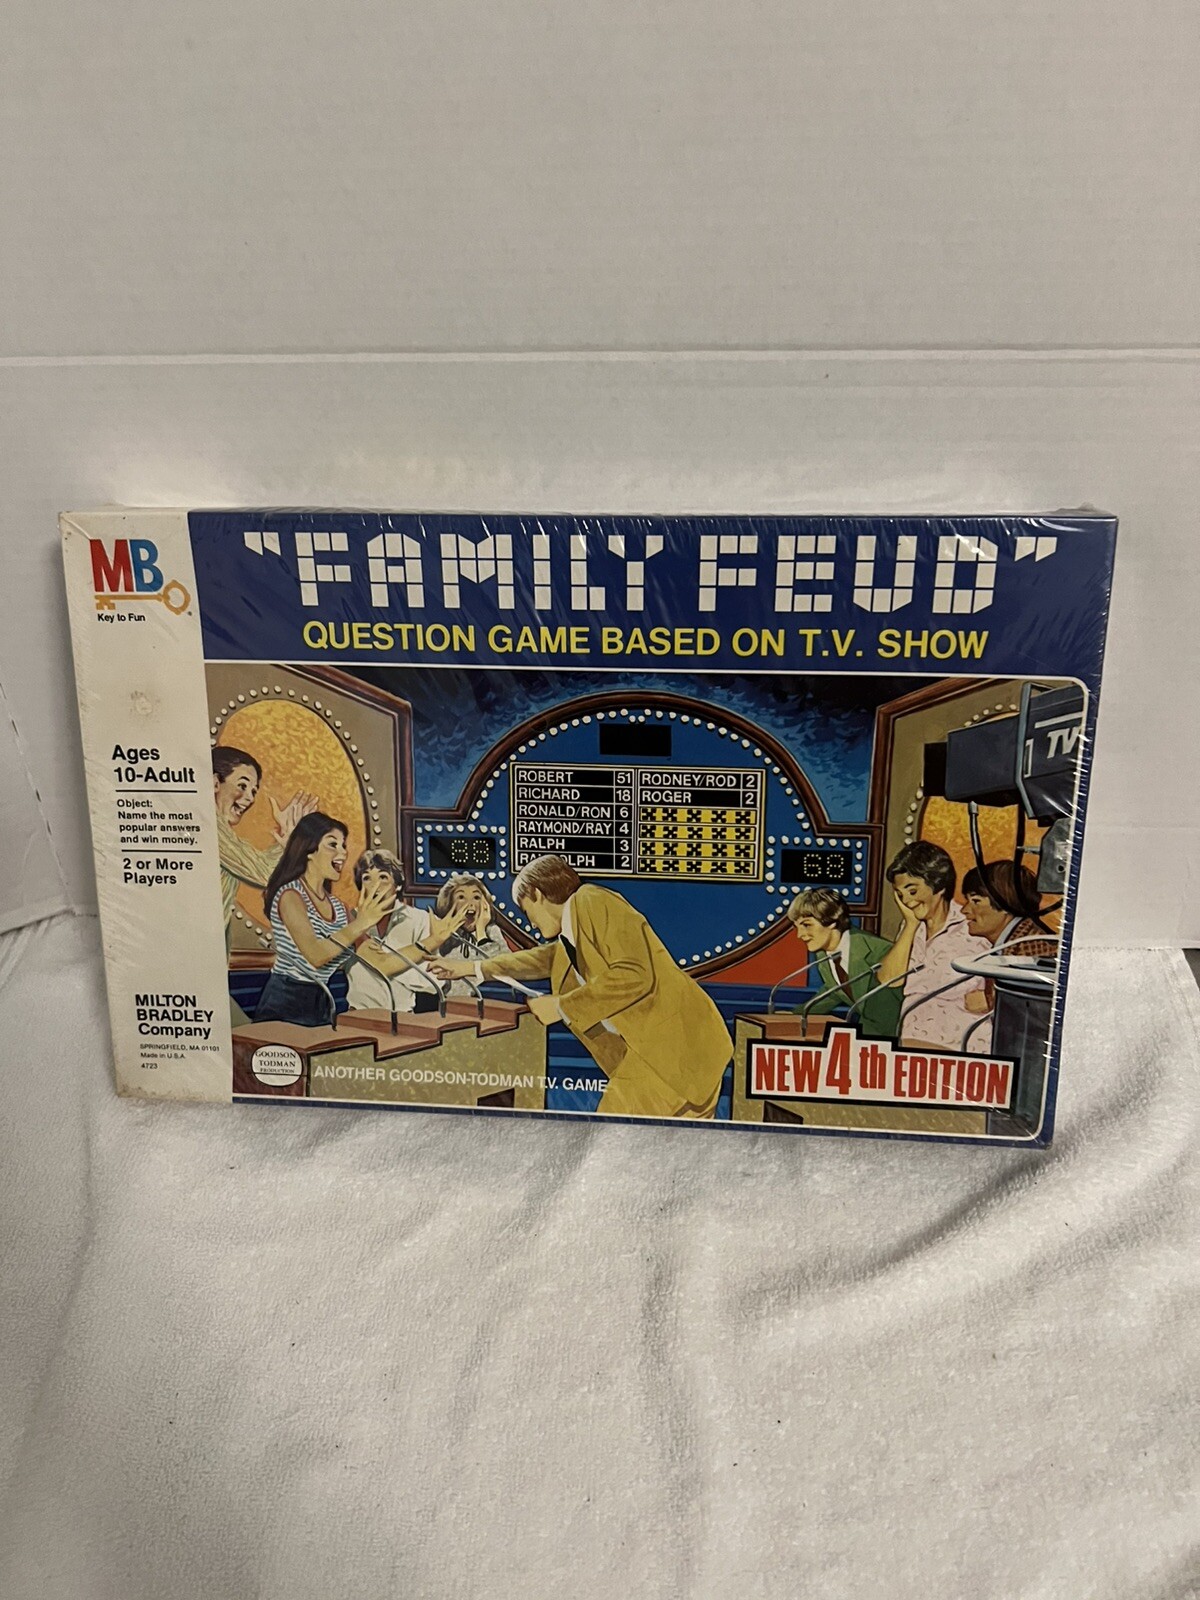 MB
Key to Fun
"FAMILY FEUD"
QUESTION GAME BASED ON T.V. SHOW
Ages
10-Adult
Object:
Name the most
popular answers
and win money.
2 or More
Players
MILTON
BRADLEY
Company
SPRINGFIELD, MA 01101
Made in U.S.A.
4723
ROBERT 51
RICHARD 18
RONALD/RON 6
RAYMOND/RAY 4
RALPH 3
OLPH 2
RODNEY/ROD 2
ROGER 2
68
TV
GOODSON
TODMAN
PRODUCTION
ANOTHER GOODSON-TODMAN T.V. GAME
NEW 4th EDITION